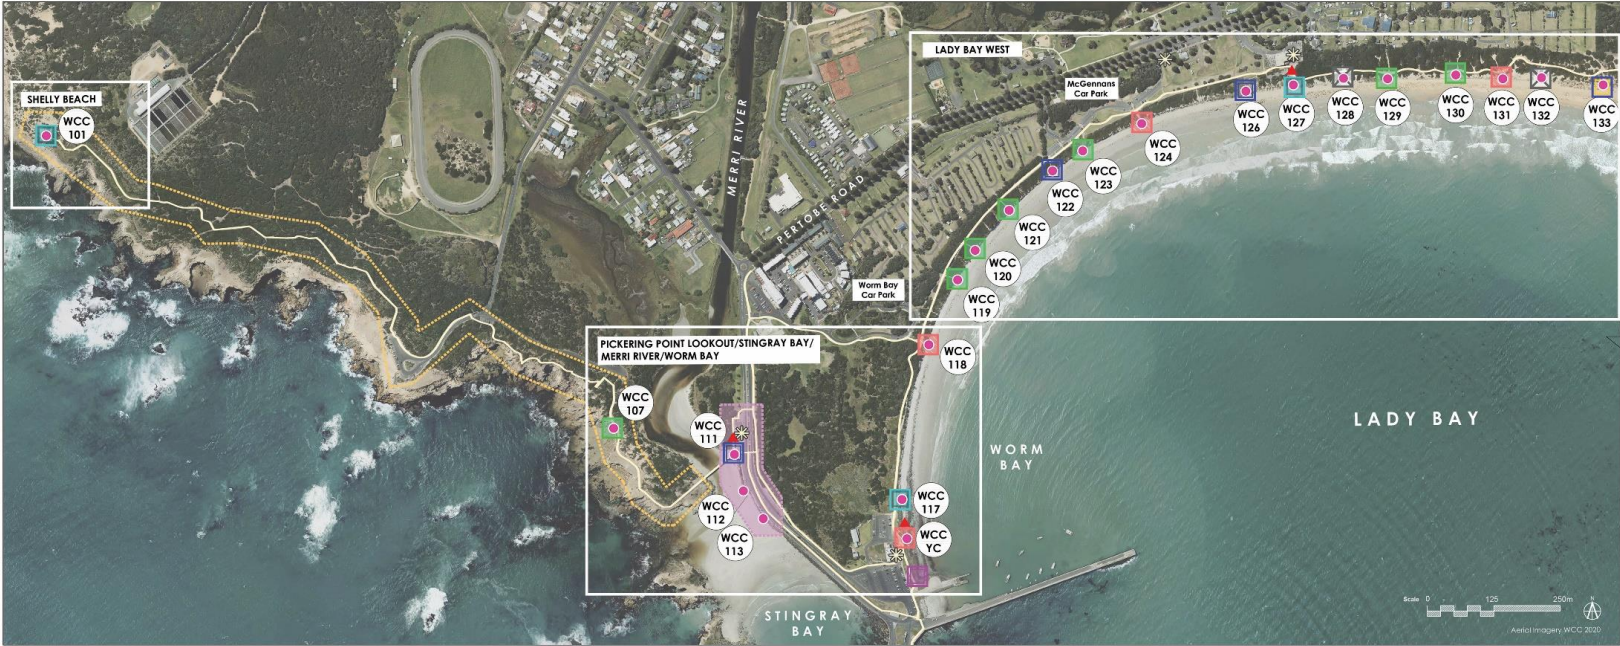 SHELLY BEACH
WCC
101
MERRI RIVER
PERTOBE ROAD
LADY BAY WEST
McGennans
Car Park
WCC
126
WCC
127
WCC
128
WCC
129
WCC
130
WCC
131
WCC
132
WCC
133
WCC
124
WCC
123
WCC
122
WCC
121
WCC
120
WCC
119
Worm Bay
Car Park
PICKERING POINT LOOKOUT/STINGRAY BAY/
MERRI RIVER/WORM BAY
WCC
118
WCC
107
WCC
111
WCC
112
WCC
113
WCC
117
WCC
YC
WORM
BAY
LADY BAY
STINGRAY
BAY
Scale 0 125 250m
N
Aerial Imagery WCC 2020